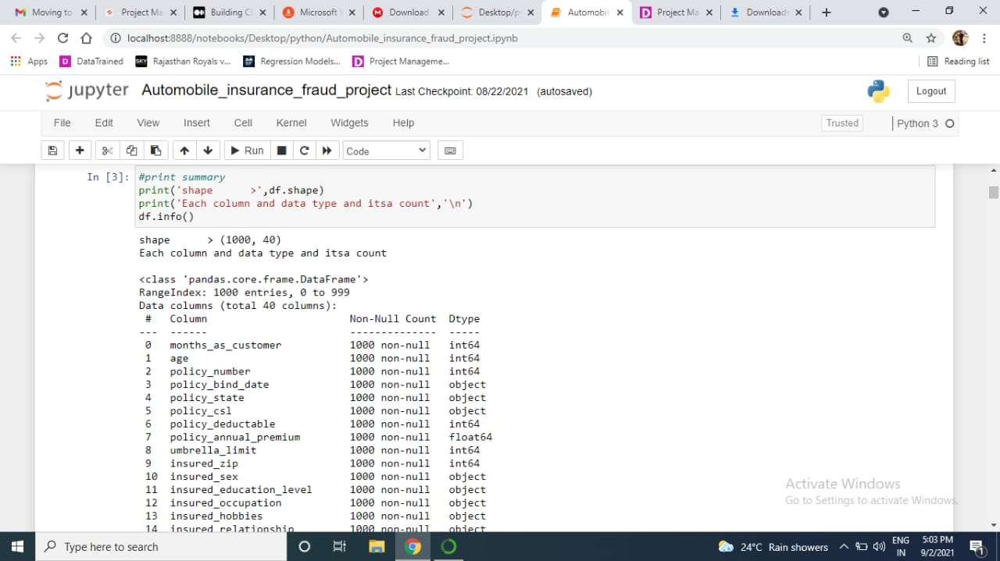 Moving to
Project Ma
Building C
Microsoft
Download
Desktop/p
Automobil
Project Ma
Downloads
localhost:8888/notebooks/Desktop/python/Automobile_insurance_fraud_project.ipynb
Apps
DataTrained
Rajasthan Royals v...
Regression Models...
Project Manageme...
Reading list
jupyter Automobile_insurance_fraud_project Last Checkpoint: 08/22/2021 (autosaved)
Logout
File Edit View Insert Cell Kernel Widgets Help
Trusted
Python 3
Run
Code
In [3]: #print summary
print('shape      >',df.shape)
print('Each column and data type and itsa count','\n')
df.info()
shape      > (1000, 40)
Each column and data type and itsa count
<class 'pandas.core.frame.DataFrame'>
RangeIndex: 1000 entries, 0 to 999
Data columns (total 40 columns):
#   Column   Non-Null Count   Dtype
---  ------   --------------   -----
0   months_as_customer   1000 non-null   int64
1   age   1000 non-null   int64
2   policy_number   1000 non-null   int64
3   policy_bind_date   1000 non-null   object
4   policy_state   1000 non-null   object
5   policy_csl   1000 non-null   object
6   policy_deductable   1000 non-null   int64
7   policy_annual_premium   1000 non-null   float64
8   umbrella_limit   1000 non-null   int64
9   insured_zip   1000 non-null   int64
10   insured_sex   1000 non-null   object
11   insured_education_level   1000 non-null   object
12   insured_occupation   1000 non-null   object
13   insured_hobbies   1000 non-null   object
14   insured_relationship   1000 non-null   object
Activate Windows
Go to Settings to activate Windows.
Type here to search
24°C Rain showers
ENG
IN
5:03 PM
9/2/2021
1